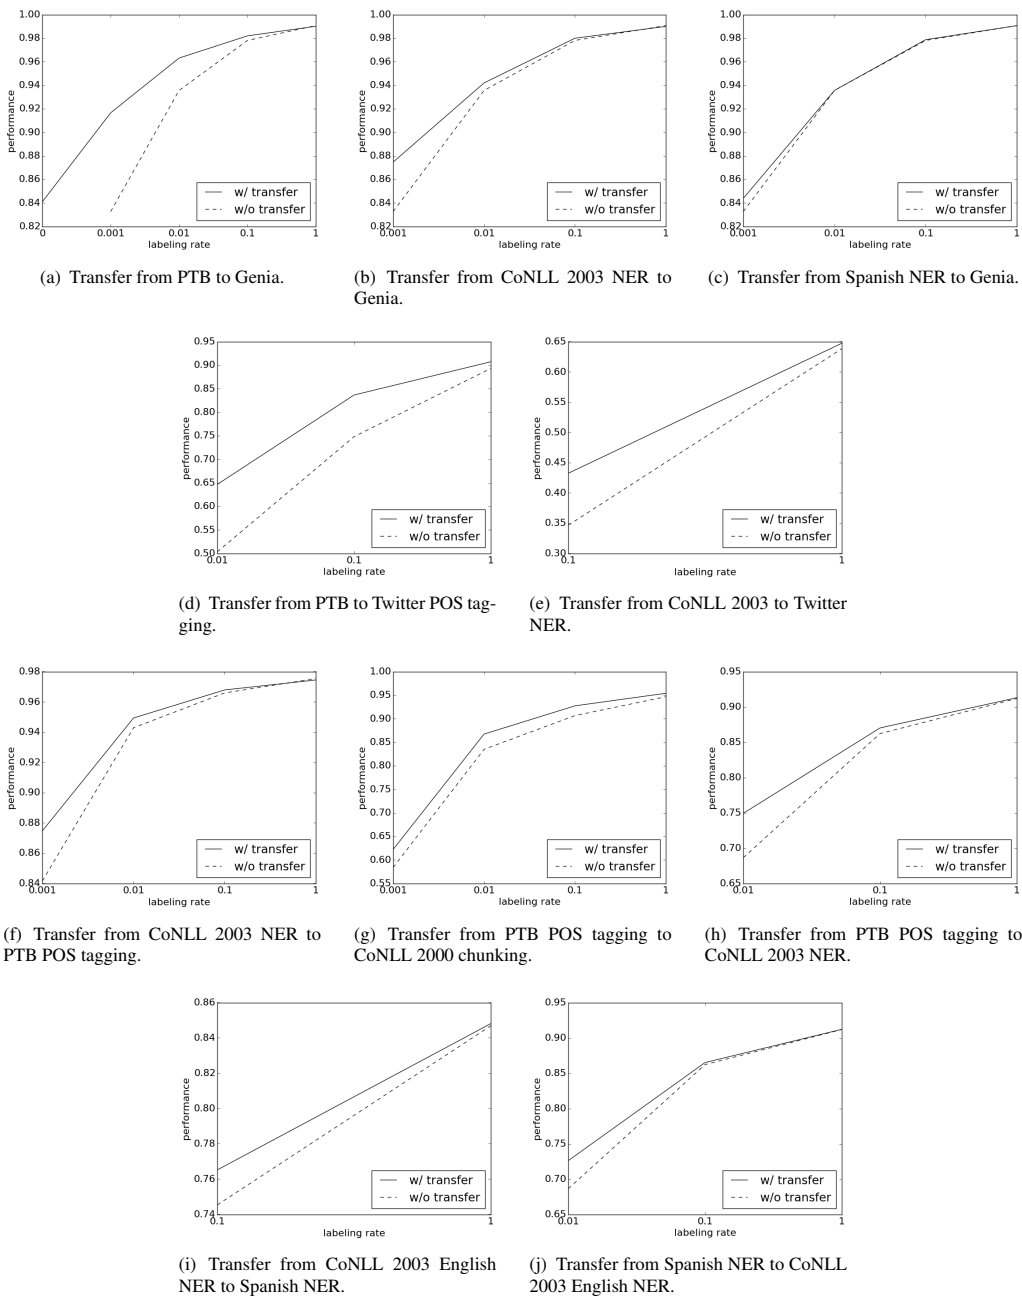 1.00
0.98
0.96
0.94
0.92
0.90
0.88
0.86
0.84
0.82
performance
0
0.001
0.01
0.1
1
labeling rate
w/ transfer
w/o transfer
(a) Transfer from PTB to Genia.
1.00
0.98
0.96
0.94
0.92
0.90
0.88
0.86
0.84
0.82
performance
0.001
0.01
0.1
1
labeling rate
w/ transfer
w/o transfer
(b) Transfer from CoNLL 2003 NER to
Genia.
1.00
0.98
0.96
0.94
0.92
0.90
0.88
0.86
0.84
0.82
performance
0.001
0.01
0.1
1
labeling rate
w/ transfer
w/o transfer
(c) Transfer from Spanish NER to Genia.
0.95
0.90
0.85
0.80
0.75
0.70
0.65
0.60
0.55
0.50
performance
0.01
0.1
1
labeling rate
w/ transfer
w/o transfer
(d) Transfer from PTB to Twitter POS tag-
ging.
0.65
0.60
0.55
0.50
0.45
0.40
0.35
0.30
performance
0.1
1
labeling rate
w/ transfer
w/o transfer
(e) Transfer from CoNLL 2003 to Twitter
NER.
0.98
0.96
0.94
0.92
0.90
0.88
0.86
0.84
performance
0.001
0.01
0.1
1
labeling rate
w/ transfer
w/o transfer
(f) Transfer from CoNLL 2003 NER to
PTB POS tagging.
1.00
0.95
0.90
0.85
0.80
0.75
0.70
0.65
0.60
0.55
performance
0.001
0.01
0.1
1
labeling rate
w/ transfer
w/o transfer
(g) Transfer from PTB POS tagging to
CoNLL 2000 chunking.
0.95
0.90
0.85
0.80
0.75
0.70
0.65
performance
0.01
0.1
1
labeling rate
w/ transfer
w/o transfer
(h) Transfer from PTB POS tagging to
CoNLL 2003 NER.
0.86
0.84
0.82
0.80
0.78
0.76
0.74
performance
0.1
1
labeling rate
w/ transfer
w/o transfer
(i) Transfer from CoNLL 2003 English
NER to Spanish NER.
0.95
0.90
0.85
0.80
0.75
0.70
0.65
performance
0.01
0.1
1
labeling rate
w/ transfer
w/o transfer
(j) Transfer from Spanish NER to CoNLL
2003 English NER.